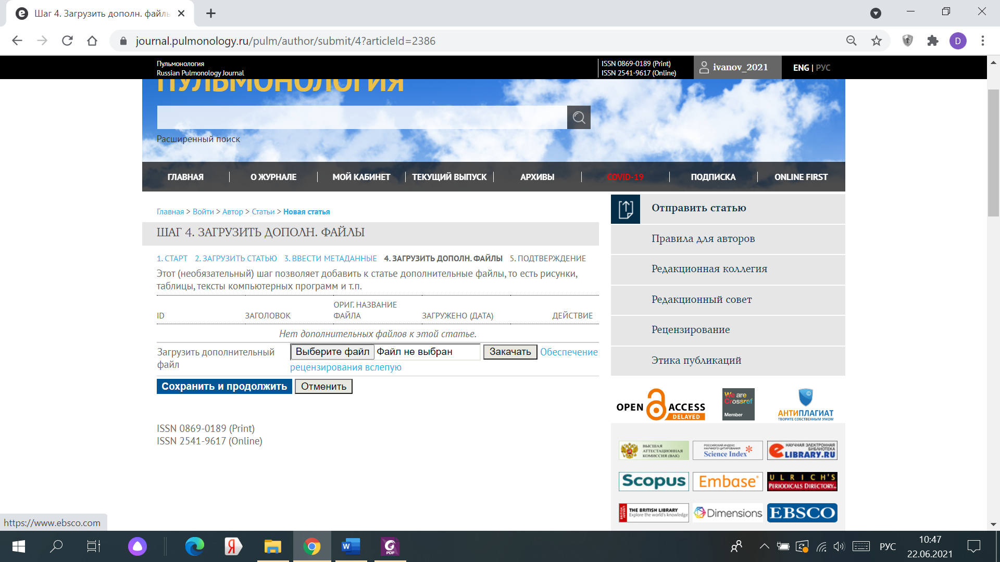 Шаг 4. Загрузить дополн. файлы
journal.pulmonology.ru/pulm/author/submit/4?articleId=2386
D
Пульмонология
Russian Pulmonology Journal
ISSN 0869-0189 (Print)
ISSN 2541-9617 (Online)
ivanov_2021
ENG | РУС
ПУЛЬМОНОЛОГИЯ
Расширенный поиск
ГЛАВНАЯ
О ЖУРНАЛЕ
МОЙ КАБИНЕТ
ТЕКУЩИЙ ВЫПУСК
АРХИВЫ
COVID-19
ПОДПИСКА
ONLINE FIRST
Главная > Войти > Автор > Статьи > Новая статья
ШАГ 4. ЗАГРУЗИТЬ ДОПОЛН. ФАЙЛЫ
1. СТАРТ 2. ЗАГРУЗИТЬ СТАТЬЮ 3. ВВЕСТИ МЕТАДАННЫЕ 4. ЗАГРУЗИТЬ ДОПОЛН. ФАЙЛЫ 5. ПОДТВЕРЖДЕНИЕ
Этот (необязательный) шаг позволяет добавить к статье дополнительные файлы, то есть рисунки,
таблицы, тексты компьютерных программ и т.п.
ID
ЗАГОЛОВОК
ОРИГ. НАЗВАНИЕ
ФАЙЛА
ЗАГРУЖЕНО (ДАТА)
ДЕЙСТВИЕ
Нет дополнительных файлов к этой статье.
Загрузить дополнительный
файл
Выберите файл Файл не выбран Закачать Обеспечение
рецензирования вслепую
Сохранить и продолжить Отменить
ISSN 0869-0189 (Print)
ISSN 2541-9617 (Online)
Отправить статью
Правила для авторов
Редакционная коллегия
Редакционный совет
Рецензирование
Этика публикаций
OPEN ACCESS
DELAYED
We are
Crossref
Member
©
АНТИПЛАГИАТ
ТВОРИТЕ СОБСТВЕННЫМ УМОМ
ВЫСШАЯ
АТТЕСТАЦИОННАЯ
КОМИССИЯ (ВАК)
РОССИЙСКИЙ ИНДЕКС
НАУЧНОГО ЦИТИРОВАНИЯ
Science Index
НАУЧНАЯ ЭЛЕКТРОННАЯ
БИБЛИОТЕКА
eLIBRARY.RU
Scopus
Embase
ULRICH'S
PERIODICALS DIRECTORY
BRITISH LIBRARY
THE BRITISH LIBRARY
Explore the world's knowledge
Dimensions
EBSCO
https://www.ebsco.com
Я
W
PDF
РУС
10:47
22.06.2021